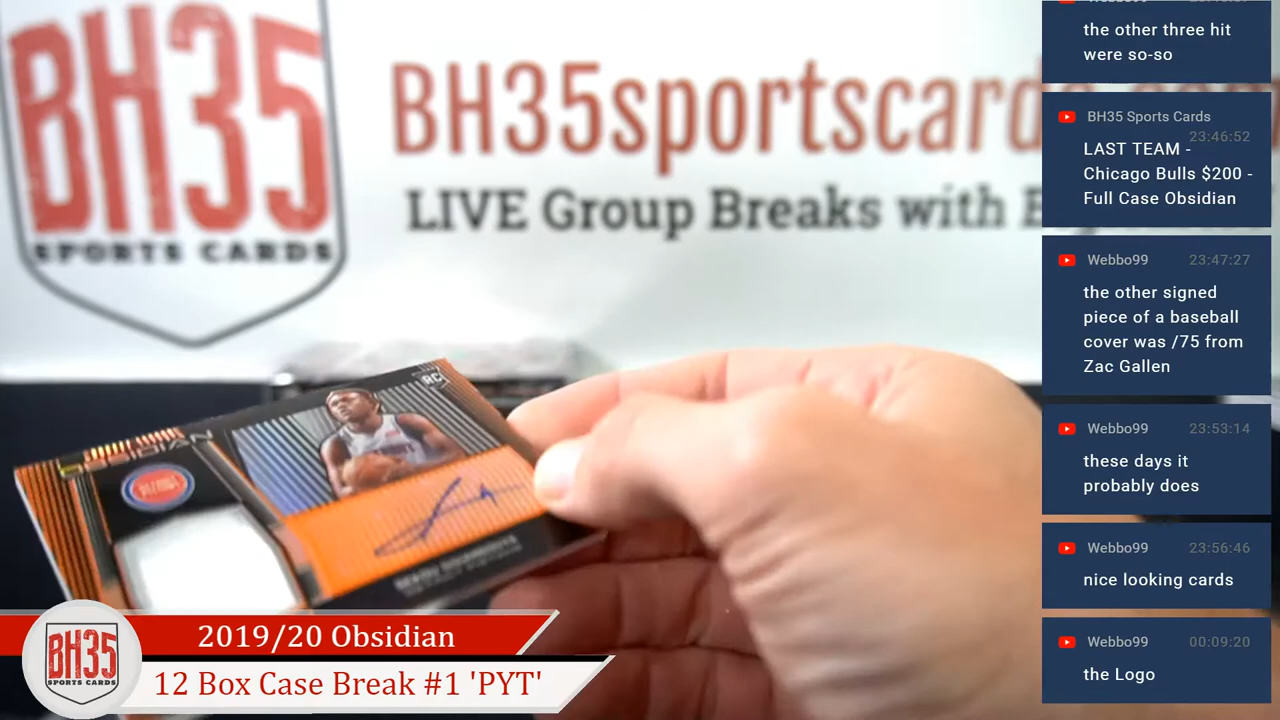 BH35
SPORTS CARDS
BH35sportscard
LIVE Group Breaks with
OBSIDIAN
PISTONS
RC
the other three hit
were so-so
BH35 Sports Cards
23:46:52
LAST TEAM -
Chicago Bulls $200 -
Full Case Obsidian
Webbo99 23:47:27
the other signed
piece of a baseball
cover was /75 from
Zac Gallen
Webbo99 23:53:14
these days it
probably does
Webbo99 23:56:46
nice looking cards
Webbo99 00:09:20
the Logo
BH35
SPORTS CARDS
2019/20 Obsidian
12 Box Case Break #1 'PYT'